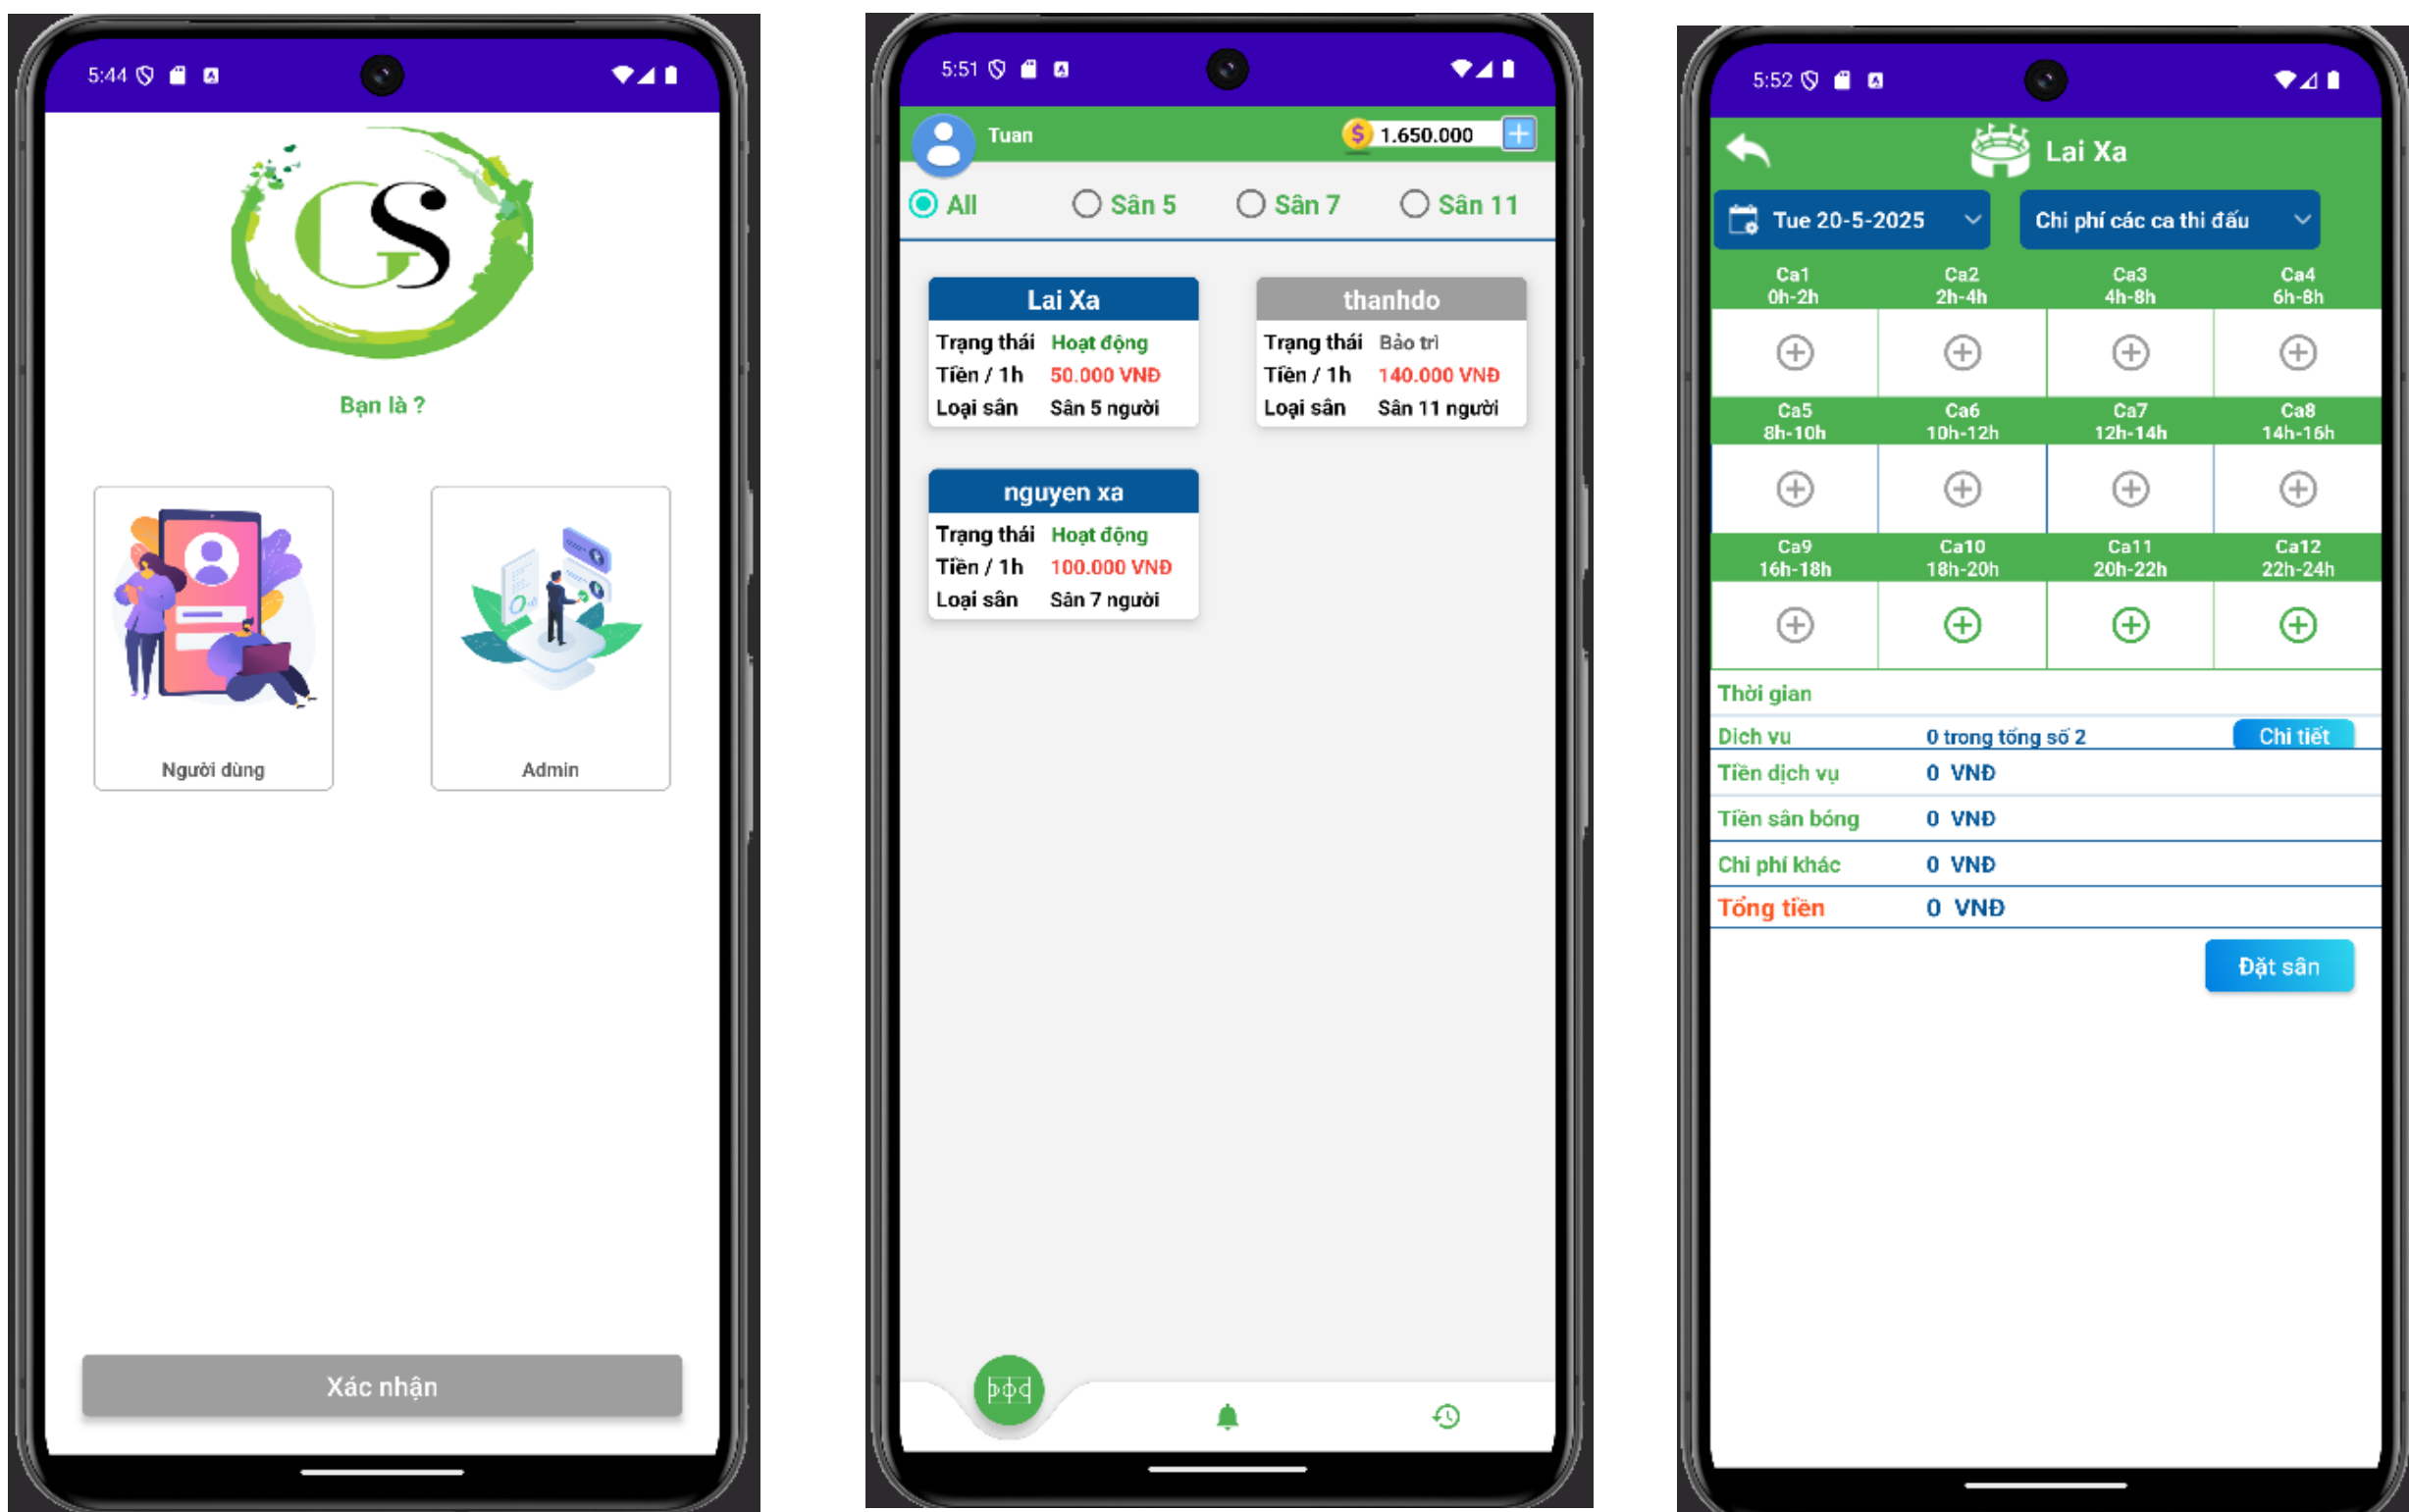 5:44
GS
Bạn là ?
Người dùng
Admin
Xác nhận
5:51
Tuan
$ 1.650.000
All
Sân 5
Sân 7
Sân 11
Lai Xa
Trạng thái Hoạt động
Tiền / 1h 50.000 VNĐ
Loại sân Sân 5 người
thanhdo
Trạng thái Bảo trì
Tiền / 1h 140.000 VNĐ
Loại sân Sân 11 người
nguyen xa
Trạng thái Hoạt động
Tiền / 1h 100.000 VNĐ
Loại sân Sân 7 người
5:52
Lai Xa
Tue 20-5-2025
Chi phí các ca thi đấu
Ca1 Ca2 Ca3 Ca4
0h-2h 2h-4h 4h-8h 6h-8h
Ca5 Ca6 Ca7 Ca8
8h-10h 10h-12h 12h-14h 14h-16h
Ca9 Ca10 Ca11 Ca12
16h-18h 18h-20h 20h-22h 22h-24h
Thời gian
Dich vu 0 trong tổng số 2 Chi tiết
Tiền dịch vụ 0 VNĐ
Tiền sân bóng 0 VNĐ
Chi phí khác 0 VNĐ
Tổng tiền 0 VNĐ
Đặt sân